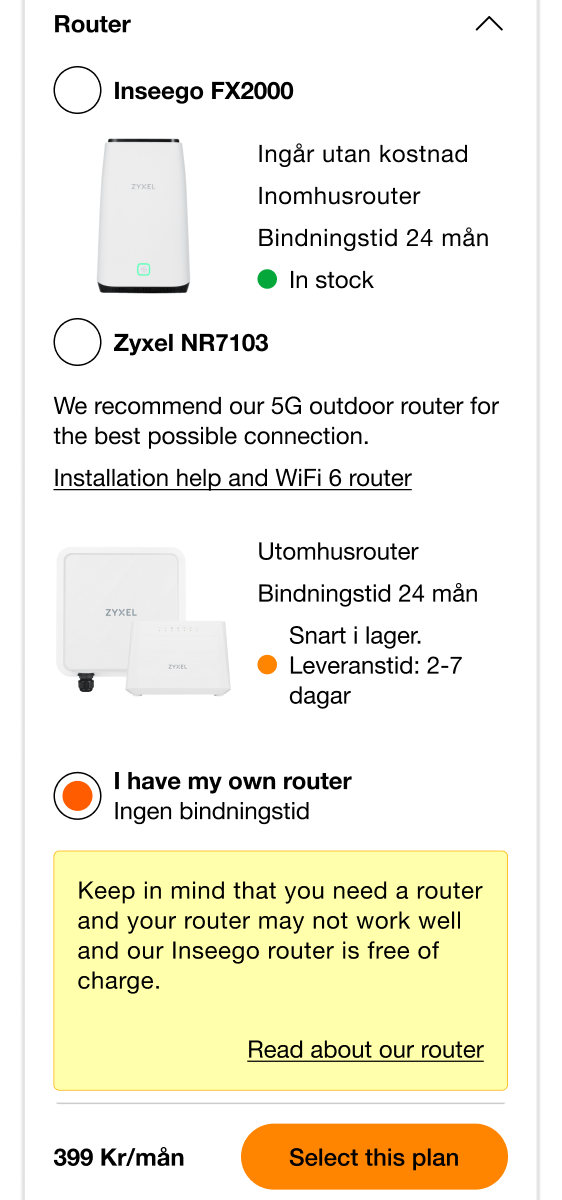 Router
Inseego FX2000
ZYXEL
Ingår utan kostnad
Inomhusrouter
Bindningstid 24 mån
In stock
Zyxel NR7103
We recommend our 5G outdoor router for
the best possible connection.
Installation help and WiFi 6 router
ZYXEL
ZYXEL
Utomhusrouter
Bindningstid 24 mån
Snart i lager.
Leveranstid: 2-7
dagar
I have my own router
Ingen bindningstid
Keep in mind that you need a router
and your router may not work well
and our Inseego router is free of
charge.
Read about our router
399 Kr/mån
Select this plan